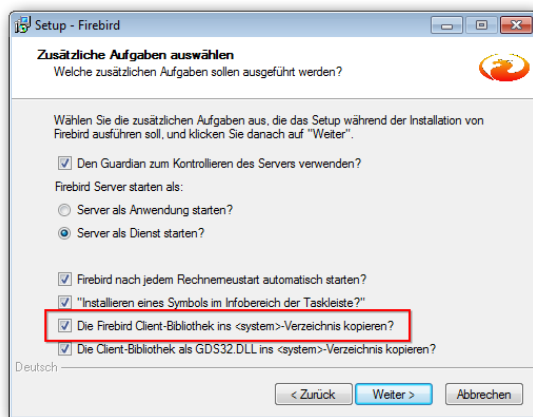 Setup - Firebird
Zusätzliche Aufgaben auswählen
Welche zusätzlichen Aufgaben sollen ausgeführt werden?
Wählen Sie die zusätzlichen Aufgaben aus, die das Setup während der Installation von
Firebird ausführen soll, und klicken Sie danach auf "Weiter".
Den Guardian zum Kontrollieren des Servers verwenden?
Firebird Server starten als:
Server als Anwendung starten?
Server als Dienst starten?
Firebird nach jedem Rechnerneustart automatisch starten?
"Installieren eines Symbols im Infobereich der Taskleiste?"
Die Firebird Client-Bibliothek ins <system>-Verzeichnis kopieren?
Die Client-Bibliothek als GDS32.DLL ins <system>-Verzeichnis kopieren?
Deutsch
< Zurück
Weiter >
Abbrechen